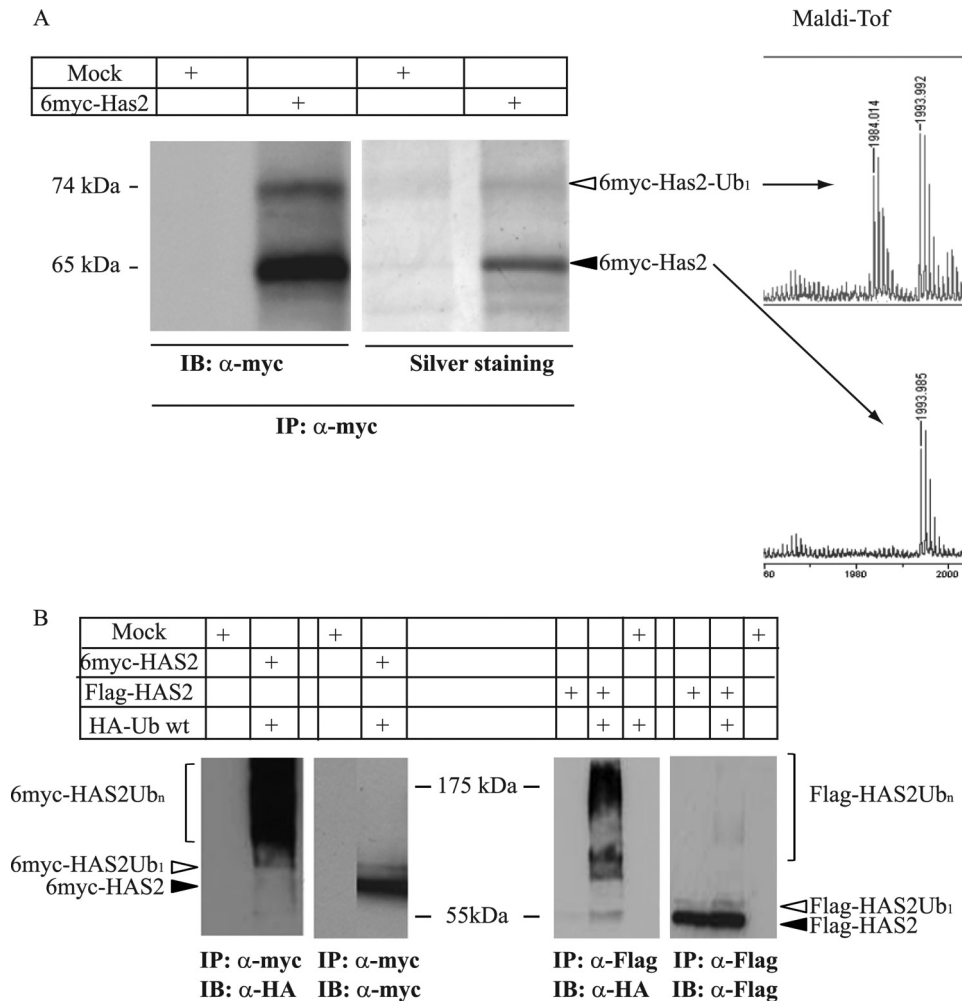 A
Maldi-Tof
Mock + +
6myc-Has2 + +
1984.014
1993.992
74 kDa
6myc-Has2-Ub1
65 kDa
6myc-Has2
IB: α-myc
Silver staining
IP: α-myc
1993.985
60 1980 2000
B
Mock + + + +
6myc-HAS2 + +
Flag-HAS2 + + + +
HA-Ub wt + + + + +
6myc-HAS2Ubn
175 kDa
Flag-HAS2Ubn
6myc-HAS2Ub1
6myc-HAS2
55kDa
Flag-HAS2Ub1
Flag-HAS2
IP: α-myc IP: α-myc IP: α-Flag IP: α-Flag
IB: α-HA IB: α-myc IB: α-HA IB: α-Flag